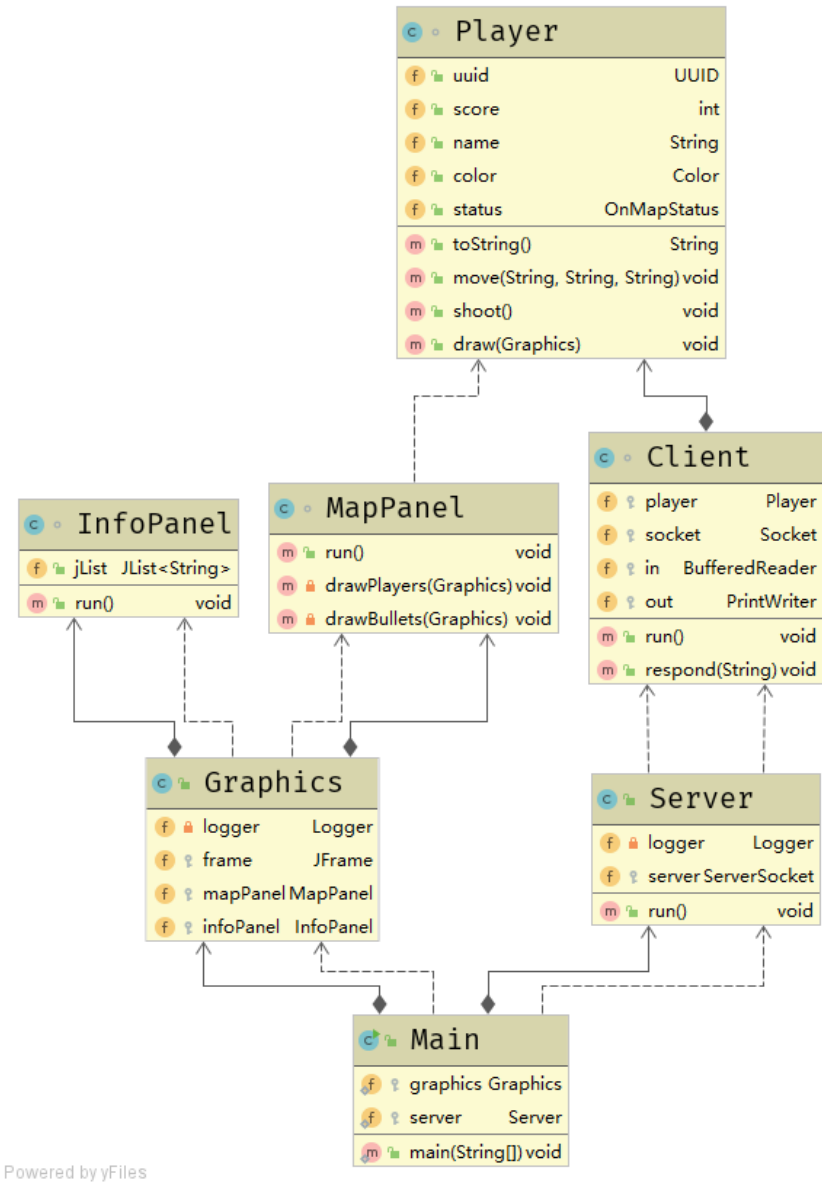 Player
uuid UUID
score int
name String
color Color
status OnMapStatus
toString() String
move(String, String, String) void
shoot() void
draw(Graphics) void
Client
player Player
socket Socket
in BufferedReader
out PrintWriter
run() void
respond(String) void
MapPanel
run() void
drawPlayers(Graphics) void
drawBullets(Graphics) void
InfoPanel
jList JList<String>
run() void
Graphics
logger Logger
frame JFrame
mapPanel MapPanel
infoPanel InfoPanel
Server
logger Logger
server ServerSocket
run() void
Main
graphics Graphics
server Server
main(String[]) void
Powered by yFiles